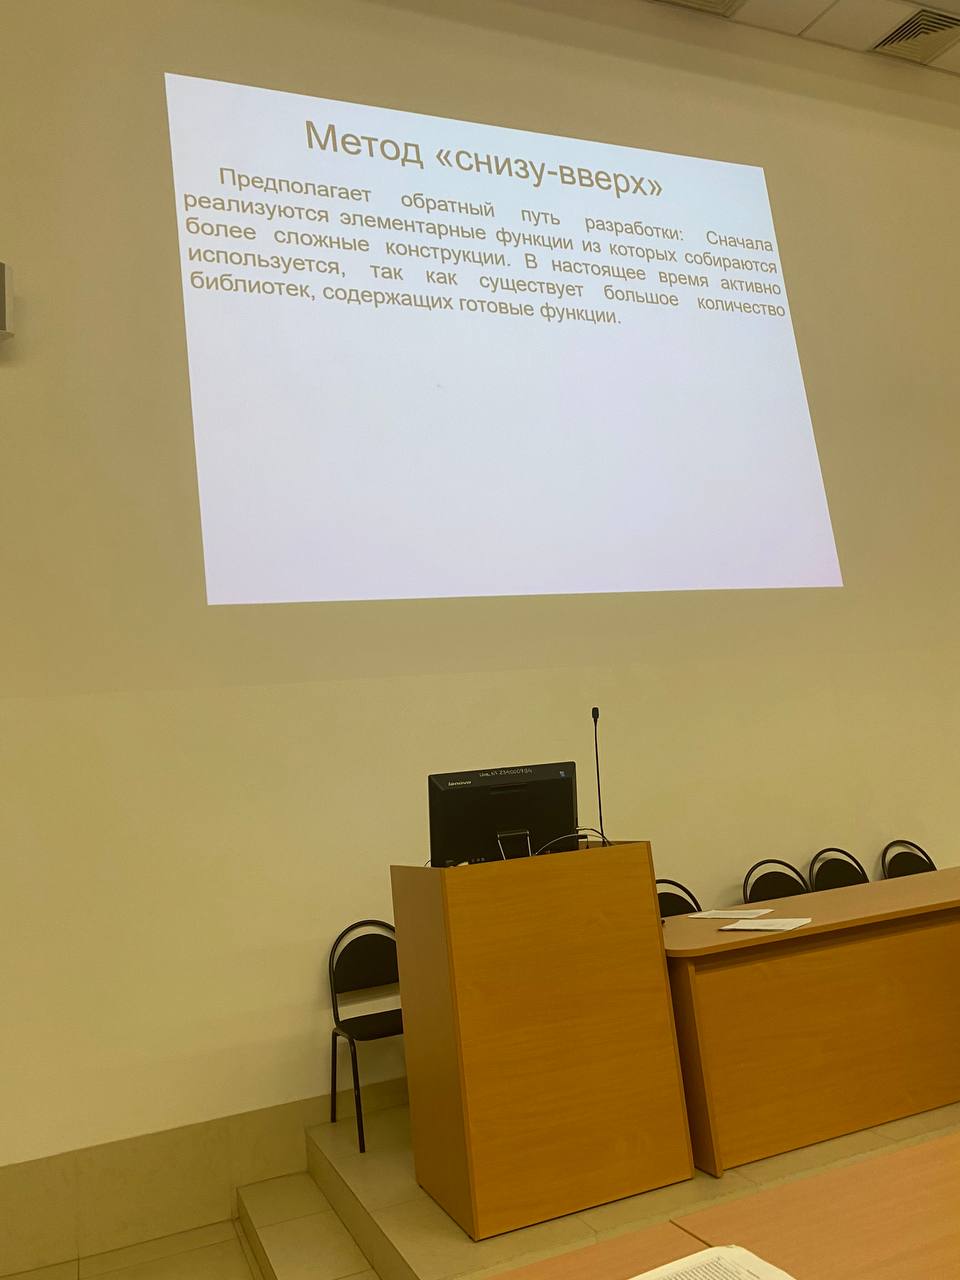 Метод «снизу-вверх»
Предполагает обратный путь разработки: Сначала
реализуются элементарные функции из которых собираются
более сложные конструкции. В настоящее время активно
используется, так как существует большое количество
библиотек, содержащих готовые функции.
lenovo